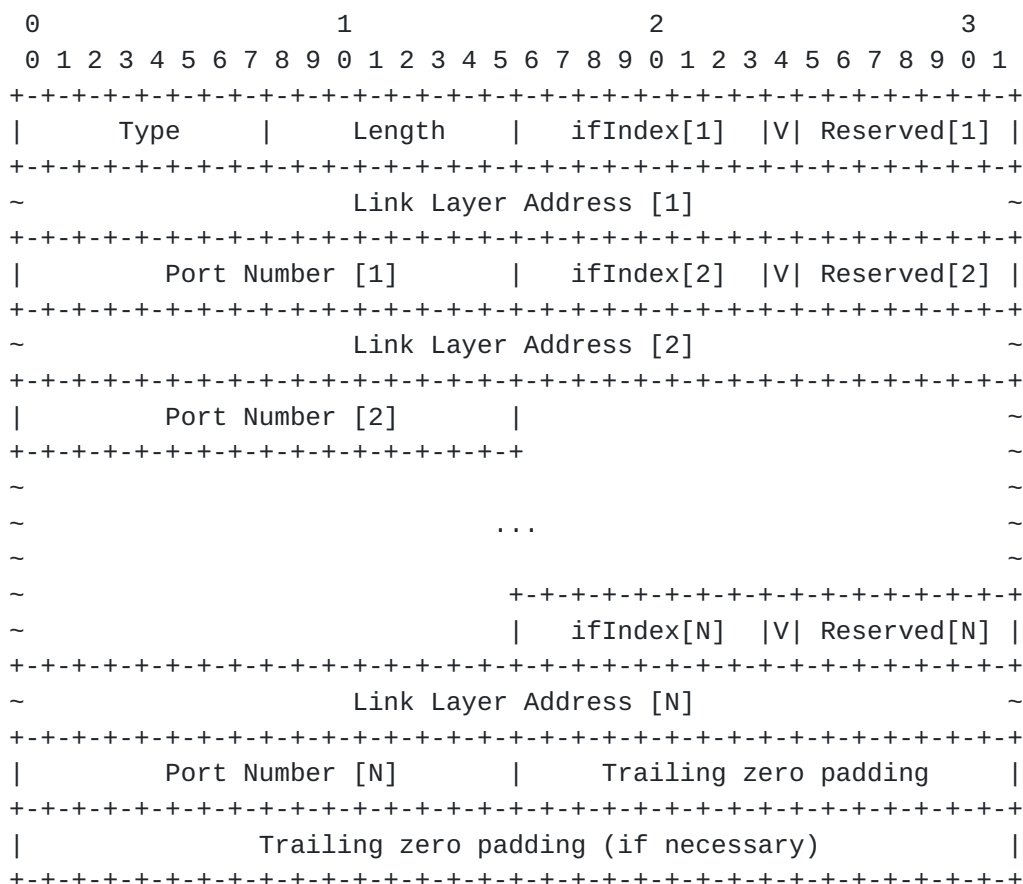 0                   1                   2                   3
 0 1 2 3 4 5 6 7 8 9 0 1 2 3 4 5 6 7 8 9 0 1 2 3 4 5 6 7 8 9 0 1
+-+-+-+-+-+-+-+-+-+-+-+-+-+-+-+-+-+-+-+-+-+-+-+-+-+-+-+-+-+-+-+-+
|      Type     |     Length    |   ifIndex[1]  |V| Reserved[1] |
+-+-+-+-+-+-+-+-+-+-+-+-+-+-+-+-+-+-+-+-+-+-+-+-+-+-+-+-+-+-+-+-+
~                     Link Layer Address [1]                    ~
+-+-+-+-+-+-+-+-+-+-+-+-+-+-+-+-+-+-+-+-+-+-+-+-+-+-+-+-+-+-+-+-+
|         Port Number [1]       |   ifIndex[2]  |V| Reserved[2] |
+-+-+-+-+-+-+-+-+-+-+-+-+-+-+-+-+-+-+-+-+-+-+-+-+-+-+-+-+-+-+-+-+
~                     Link Layer Address [2]                    ~
+-+-+-+-+-+-+-+-+-+-+-+-+-+-+-+-+-+-+-+-+-+-+-+-+-+-+-+-+-+-+-+-+
|         Port Number [2]       |                               ~
+-+-+-+-+-+-+-+-+-+-+-+-+-+-+-+-+                               ~
~                                                               ~
~                              ...                              ~
~                                                               ~
~                               +-+-+-+-+-+-+-+-+-+-+-+-+-+-+-+-+
~                               |   ifIndex[N]  |V| Reserved[N] |
+-+-+-+-+-+-+-+-+-+-+-+-+-+-+-+-+-+-+-+-+-+-+-+-+-+-+-+-+-+-+-+-+
~                     Link Layer Address [N]                    ~
+-+-+-+-+-+-+-+-+-+-+-+-+-+-+-+-+-+-+-+-+-+-+-+-+-+-+-+-+-+-+-+-+
|         Port Number [N]       |     Trailing zero padding     |
+-+-+-+-+-+-+-+-+-+-+-+-+-+-+-+-+-+-+-+-+-+-+-+-+-+-+-+-+-+-+-+-+
|               Trailing zero padding (if necessary)            |
+-+-+-+-+-+-+-+-+-+-+-+-+-+-+-+-+-+-+-+-+-+-+-+-+-+-+-+-+-+-+-+-+